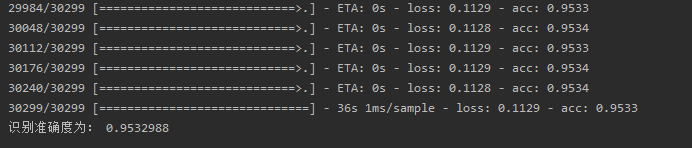 29984/30299 [============================>.] - ETA: 0s - loss: 0.1129 - acc: 0.9533
30048/30299 [============================>.] - ETA: 0s - loss: 0.1128 - acc: 0.9534
30112/30299 [============================>.] - ETA: 0s - loss: 0.1129 - acc: 0.9533
30176/30299 [============================>.] - ETA: 0s - loss: 0.1129 - acc: 0.9534
30240/30299 [============================>.] - ETA: 0s - loss: 0.1128 - acc: 0.9534
30299/30299 [==============================] - 36s 1ms/sample - loss: 0.1129 - acc: 0.9533
识别准确度为： 0.9532988